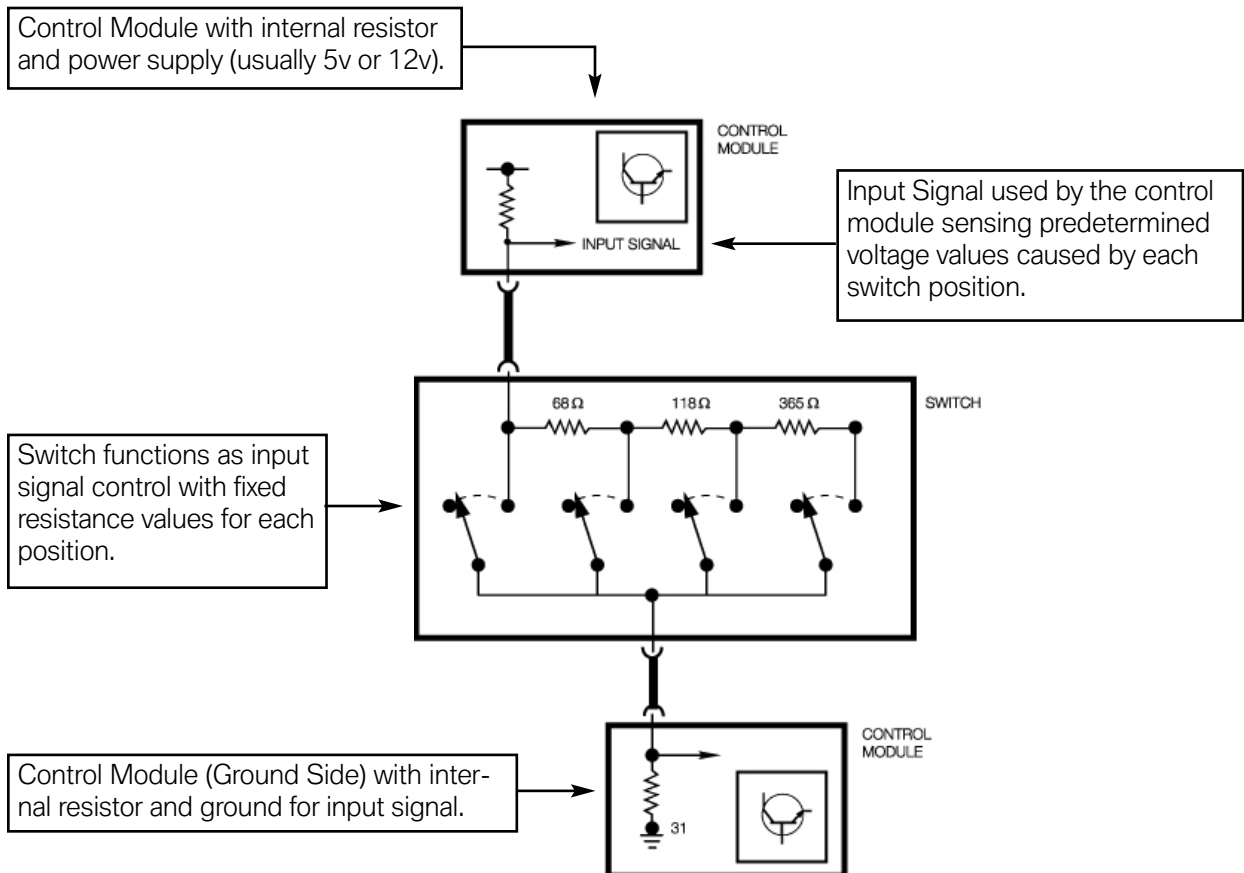 Control Module with internal resistor
and power supply (usually 5v or 12v).
CONTROL
MODULE
INPUT SIGNAL
Input Signal used by the control
module sensing predetermined
voltage values caused by each
switch position.
68Ω
118Ω
365Ω
SWITCH
Switch functions as input
signal control with fixed
resistance values for each
position.
CONTROL
MODULE
Control Module (Ground Side) with inter-
nal resistor and ground for input signal.
31